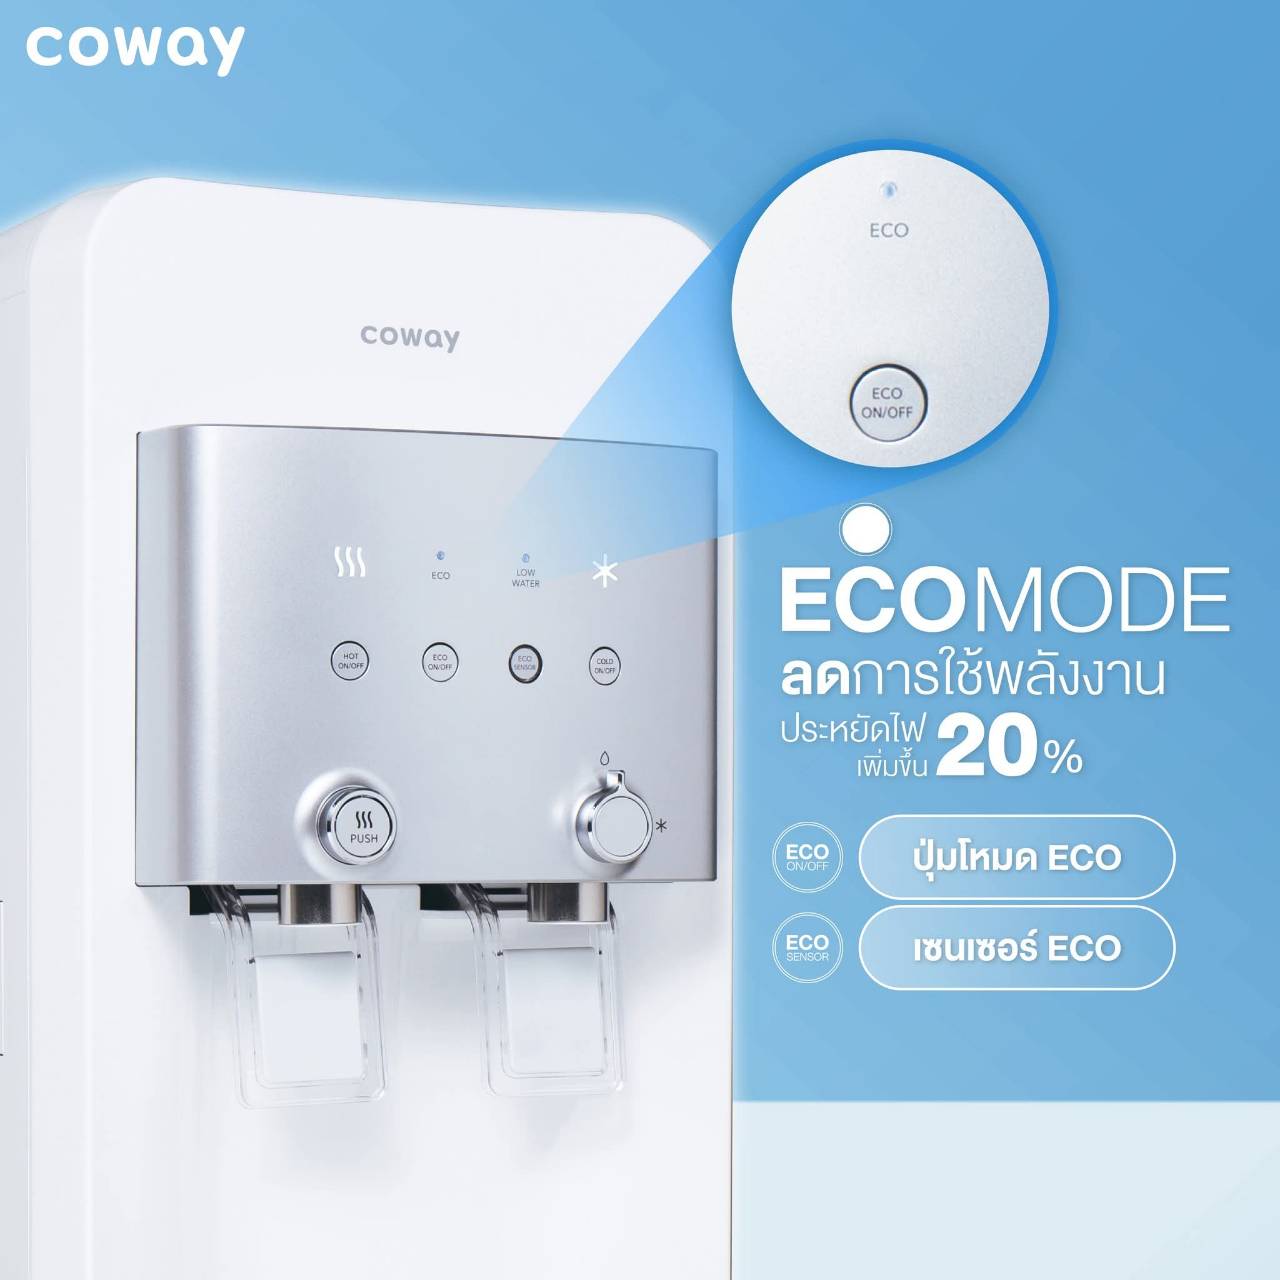 coway
ECO
ECO
ON/OFF
coway
ECO
LOW
WATER
HOT
ON/OFF
ECO
ON/OFF
ECO
SENSOR
COLD
ON/OFF
PUSH
ECOMODE
ลดการใช้พลังงาน
ประหยัดไฟ
เพิ่มขึ้น 20%
ECO
ON/OFF
ปุ่มโหมด ECO
ECO
SENSOR
เซนเซอร์ ECO